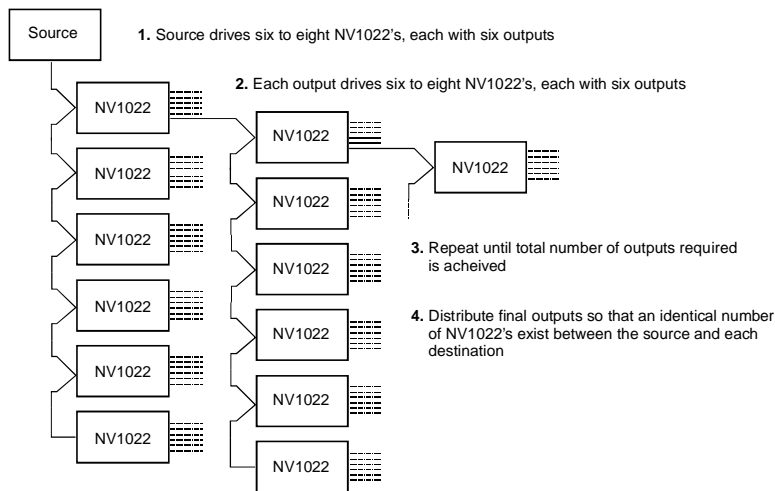 Source
1. Source drives six to eight NV1022's, each with six outputs
2. Each output drives six to eight NV1022's, each with six outputs
NV1022
NV1022
NV1022
NV1022
NV1022
NV1022
NV1022
NV1022
NV1022
NV1022
NV1022
NV1022
NV1022
3. Repeat until total number of outputs required
is acheived
4. Distribute final outputs so that an identical number
of NV1022's exist between the source and each
destination